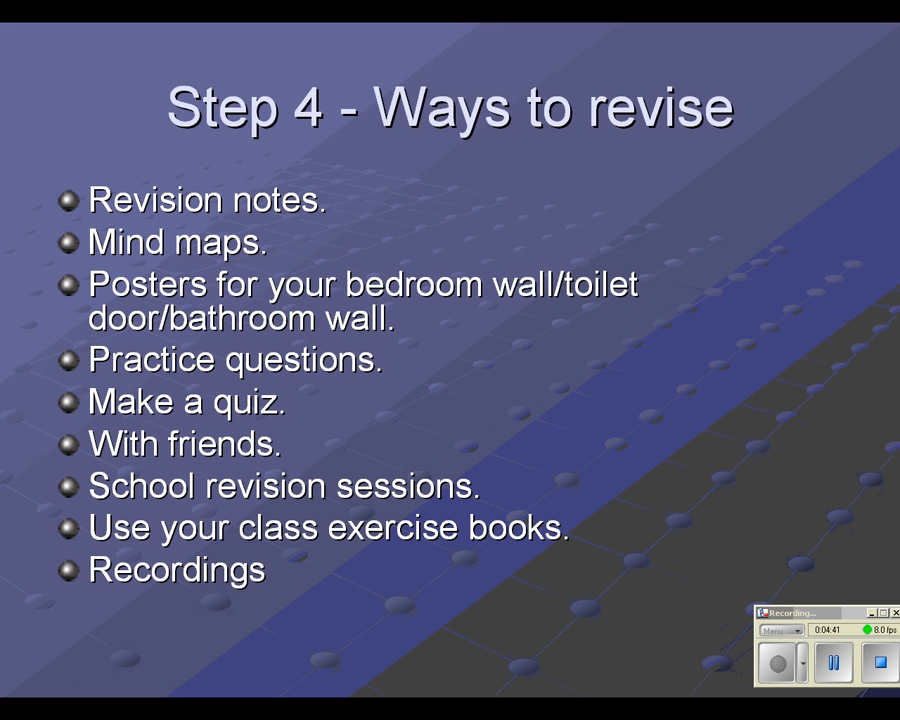 Step 4 - Ways to revise
Revision notes.
Mind maps.
Posters for your bedroom wall/toilet
door/bathroom wall.
Practice questions.
Make a quiz.
With friends.
School revision sessions.
Use your class exercise books.
Recordings
Recording...
Menu 0:04:41 8.0 fps